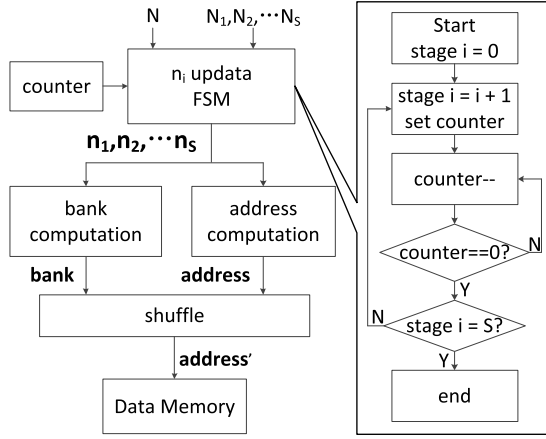 N
N₁,N₂,···Nₛ
counter
nᵢ updata
FSM
n₁,n₂,···nₛ
bank
computation
address
computation
bank
address
shuffle
address'
Data Memory
Start
stage i = 0
stage i = i + 1
set counter
counter--
counter==0?
N
Y
N
stage i = S?
Y
end